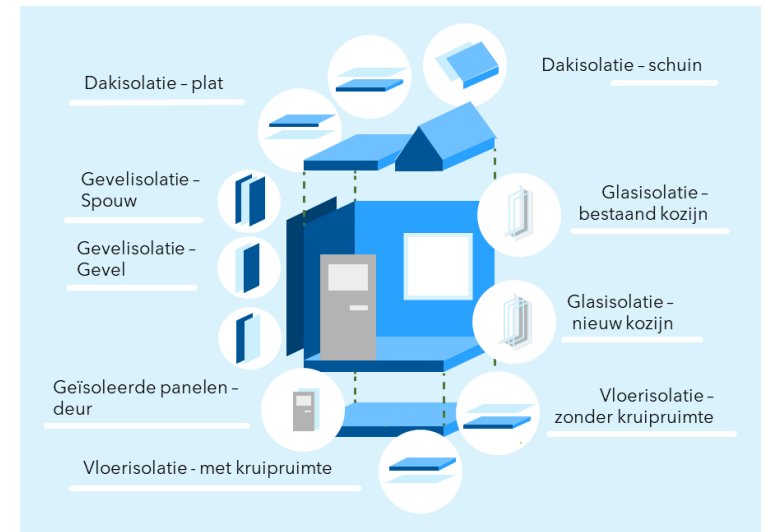 Dakisolatie – plat
Dakisolatie – schuin
Gevelisolatie –
Spouw
Glasisolatie –
bestaand kozijn
Gevelisolatie –
Gevel
Glasisolatie –
nieuw kozijn
Geïsoleerde panelen –
deur
Vloerisolatie –
zonder kruipruimte
Vloerisolatie - met kruipruimte